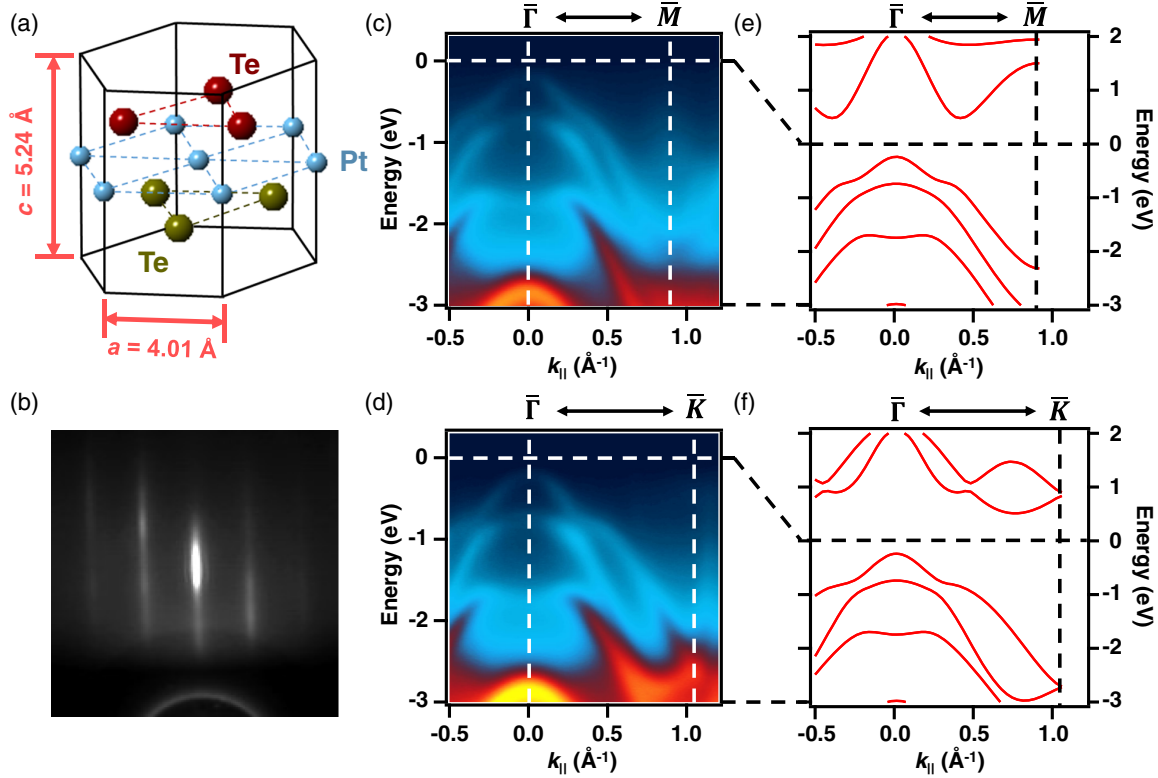 (a)
Te
Pt
Te
c = 5.24 Å
a = 4.01 Å
(b)
(c)
Γ̅ M̅
Energy (eV)
0
-1
-2
-3
-0.5 0.0 0.5 1.0
k|| (Å-1)
(d)
Γ̅ K̅
Energy (eV)
0
-1
-2
-3
-0.5 0.0 0.5 1.0
k|| (Å-1)
(e)
Γ̅ M̅
2
1
0
-1
-2
-3
Energy (eV)
-0.5 0.0 0.5 1.0
k|| (Å-1)
(f)
Γ̅ K̅
2
1
0
-1
-2
-3
Energy (eV)
-0.5 0.0 0.5 1.0
k|| (Å-1)